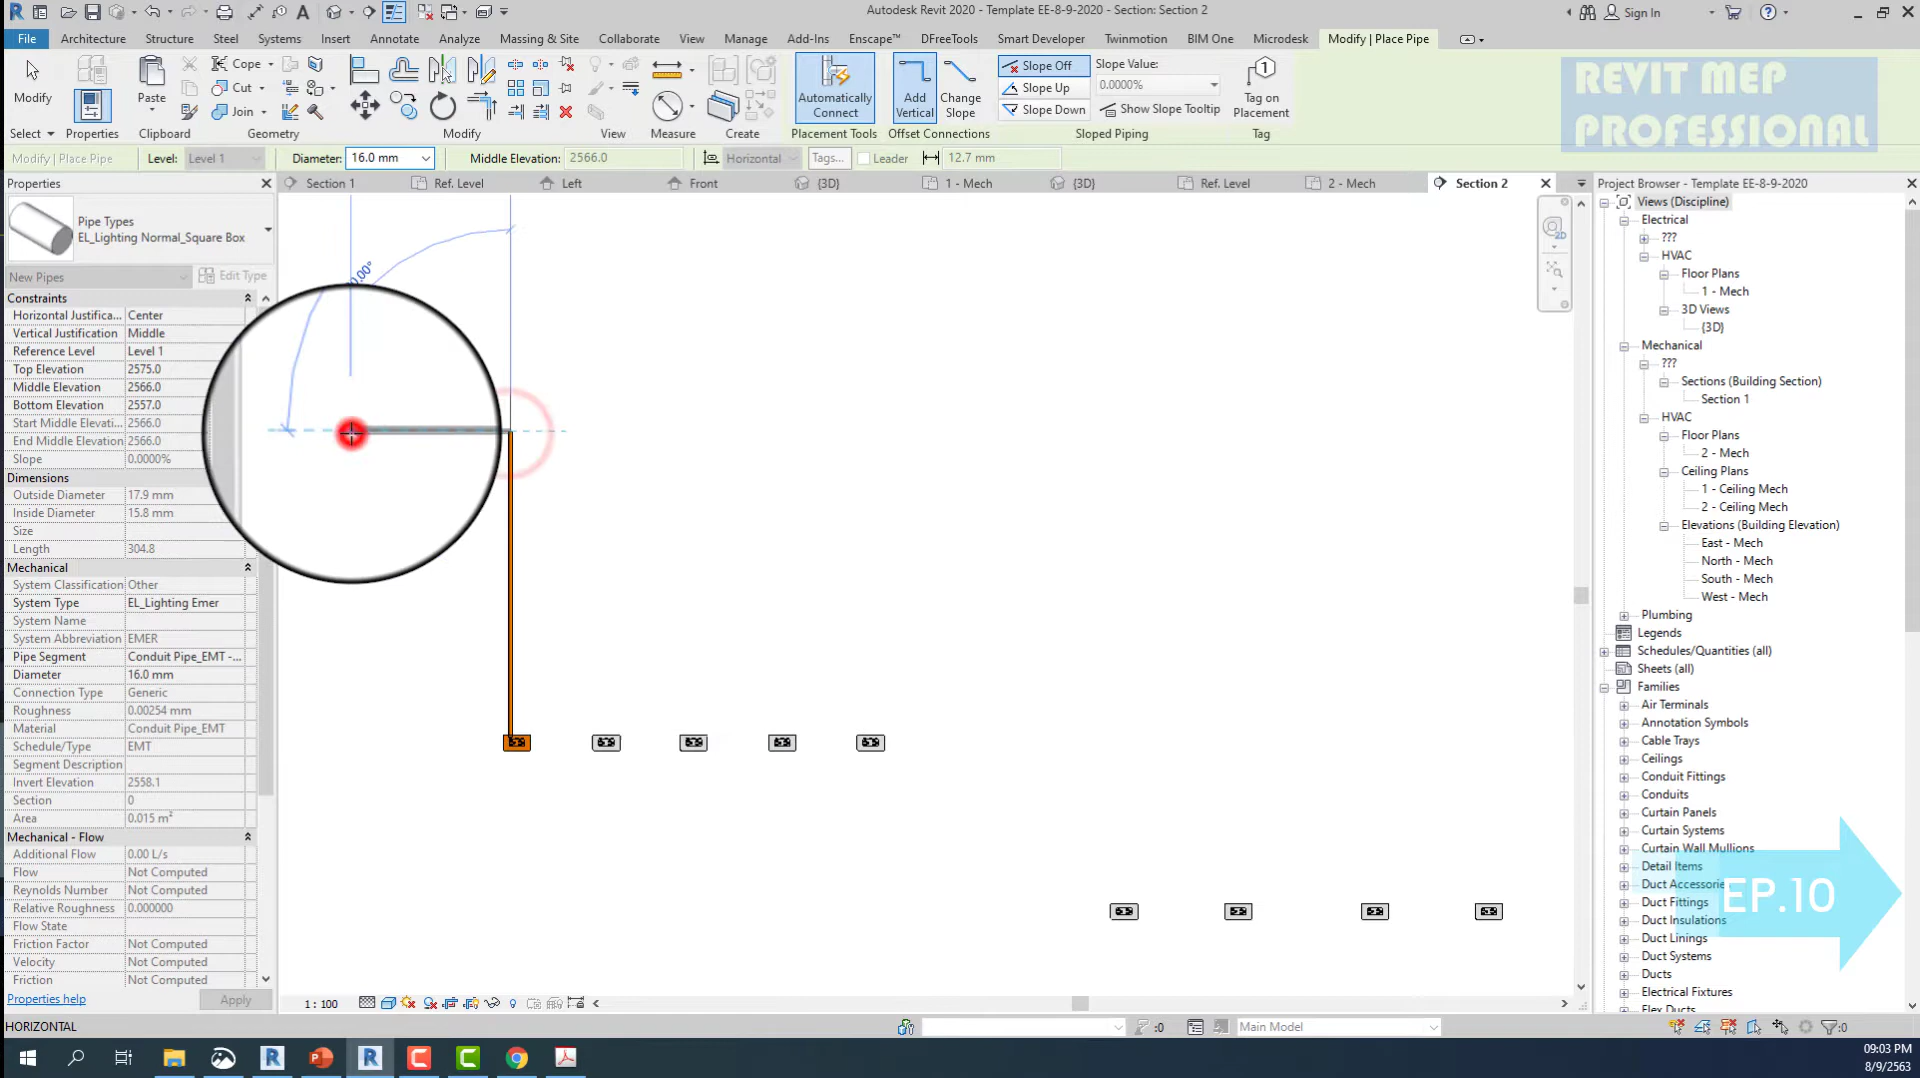 Autodesk Revit 2020 - Template EE-8-9-2020 - Section: Section 2
Sign In
File
Architecture
Structure
Steel
Systems
Insert
Annotate
Analyze
Massing & Site
Collaborate
View
Manage
Add-Ins
Enscape™
DFreeTools
Smart Developer
Twinmotion
BIM One
Microdesk
Modify | Place Pipe
Modify
Paste
Cope
Cut
Join
Automatically
Connect
Add
Vertical
Change
Slope
Slope Off
Slope Up
Slope Down
Slope Value:
0.0000%
Show Slope Tooltip
Tag on
Placement
REVIT MEP
PROFESSIONAL
Select
Properties
Clipboard
Geometry
Modify
View
Measure
Create
Placement Tools
Offset Connections
Sloped Piping
Tag
Modify | Place Pipe
Level:
Level 1
Diameter:
16.0 mm
Middle Elevation:
2566.0
Horizontal
Tags...
Leader
12.7 mm
Properties
Section 1
Ref. Level
Left
Front
{3D}
1 - Mech
{3D}
Ref. Level
2 - Mech
Section 2
Project Browser - Template EE-8-9-2020
Pipe Types
EL_Lighting Normal_Square Box
New Pipes
Edit Type
Constraints
Horizontal Justifica... Center
Vertical Justification Middle
Reference Level Level 1
Top Elevation 2575.0
Middle Elevation 2566.0
Bottom Elevation 2557.0
Start Middle Elevati... 2566.0
End Middle Elevation 2566.0
Slope 0.0000%
Dimensions
Outside Diameter 17.9 mm
Inside Diameter 15.8 mm
Size
Length 304.8
Mechanical
System Classification Other
System Type EL_Lighting Emer
System Name
System Abbreviation EMER
Pipe Segment Conduit Pipe_EMT -...
Diameter 16.0 mm
Connection Type Generic
Roughness 0.00254 mm
Material Conduit Pipe_EMT
Schedule/Type EMT
Segment Description
Invert Elevation 2558.1
Section 0
Area 0.015 m²
Mechanical - Flow
Additional Flow 0.00 L/s
Flow Not Computed
Reynolds Number Not Computed
Relative Roughness 0.000000
Flow State
Friction Factor Not Computed
Velocity Not Computed
Friction Not Computed
Properties help
Apply
2D
Views (Discipline)
Electrical
???
HVAC
Floor Plans
1 - Mech
3D Views
{3D}
Mechanical
???
Sections (Building Section)
Section 1
HVAC
Floor Plans
2 - Mech
Ceiling Plans
1 - Ceiling Mech
2 - Ceiling Mech
Elevations (Building Elevation)
East - Mech
North - Mech
South - Mech
West - Mech
Plumbing
Legends
Schedules/Quantities (all)
Sheets (all)
Families
Air Terminals
Annotation Symbols
Cable Trays
Ceilings
Conduit Fittings
Conduits
Curtain Panels
Curtain Systems
Curtain Wall Mullions
Detail Items
Duct Accessories
Duct Fittings
Duct Insulations
Duct Linings
Duct Systems
Ducts
Electrical Fixtures
EP.10
1 : 100
HORIZONTAL
:0
Main Model
:0
09:03 PM
8/9/2563